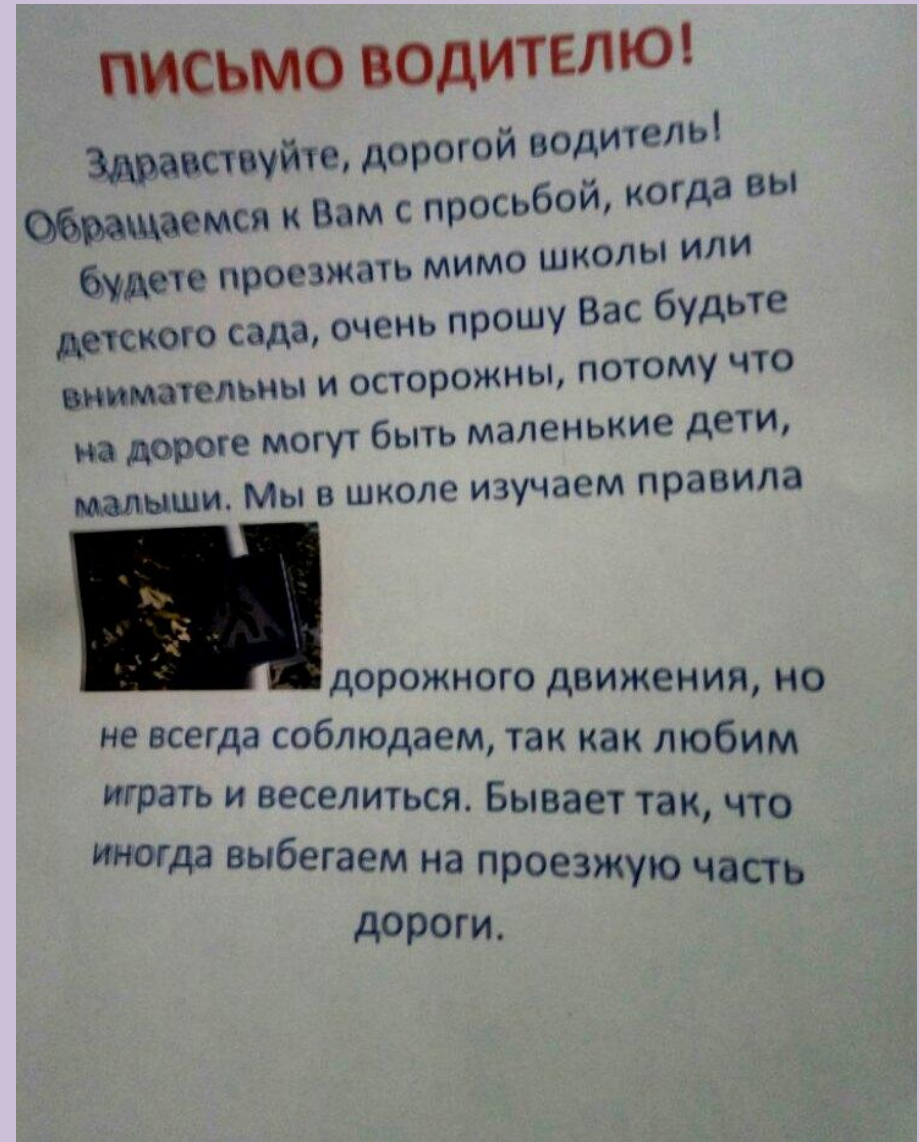 ПИСЬМО ВОДИТЕЛЮ!
Здравствуйте, дорогой водитель!
Обращаемся к Вам с просьбой, когда вы
будете проезжать мимо школы или
детского сада, очень прошу Вас будьте
внимательны и осторожны, потому что
на дороге могут быть маленькие дети,
малыши. Мы в школе изучаем правила
дорожного движения, но
не всегда соблюдаем, так как любим
играть и веселиться. Бывает так, что
иногда выбегаем на проезжую часть
дороги.